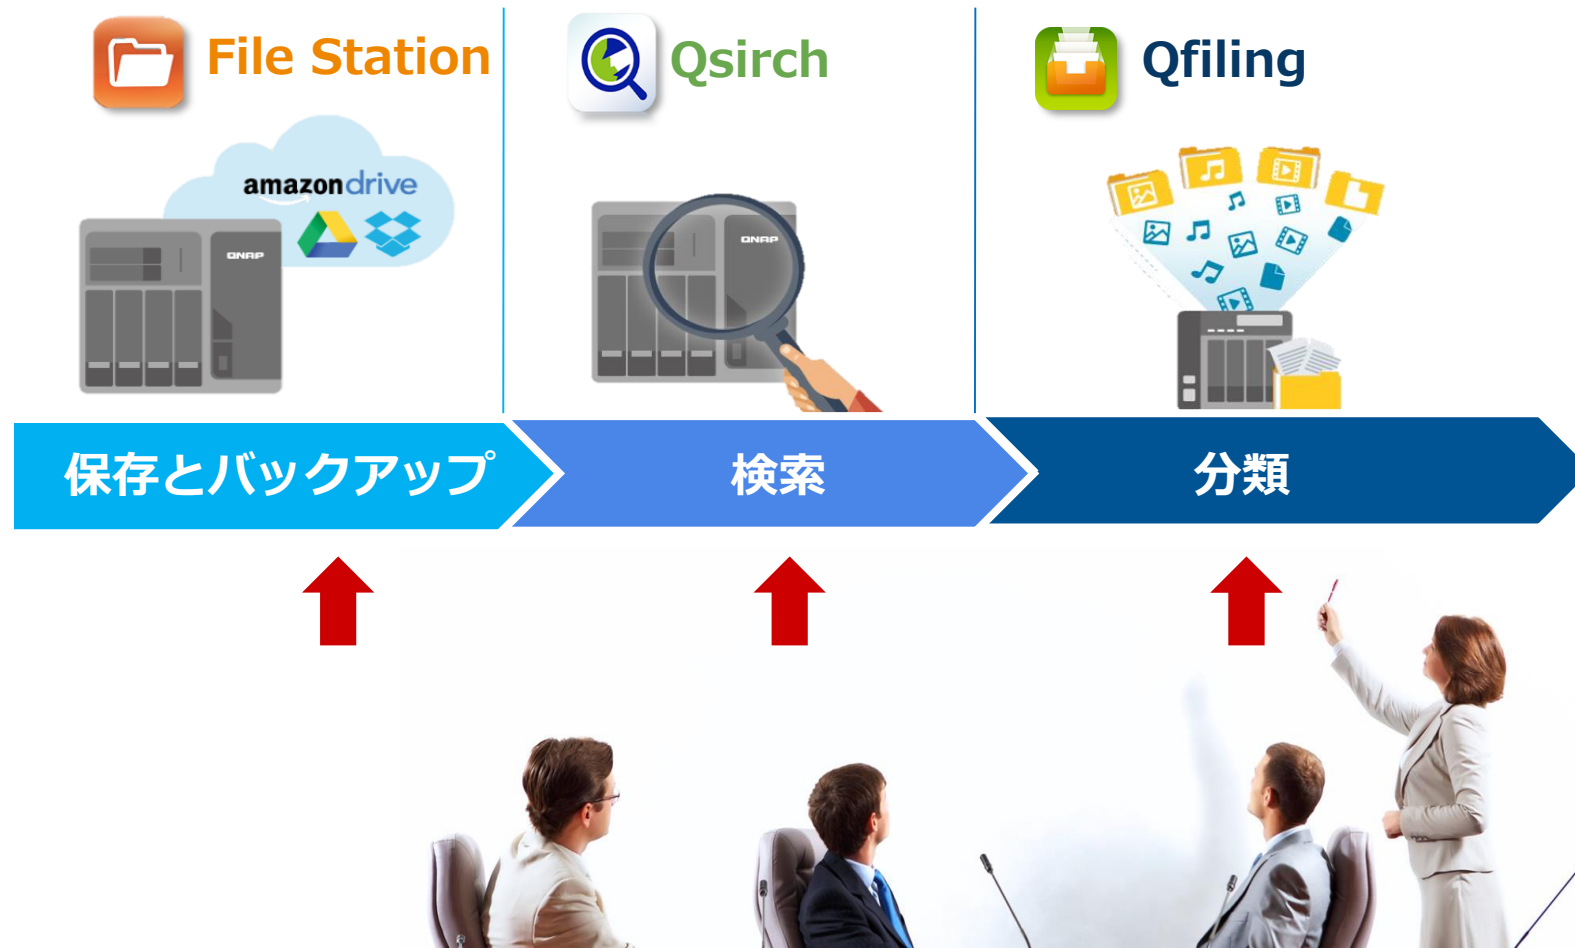 File Station
Qsirch
Qfiling
amazondrive
QNAP
QNAP
保存とバックアップ
検索
分類